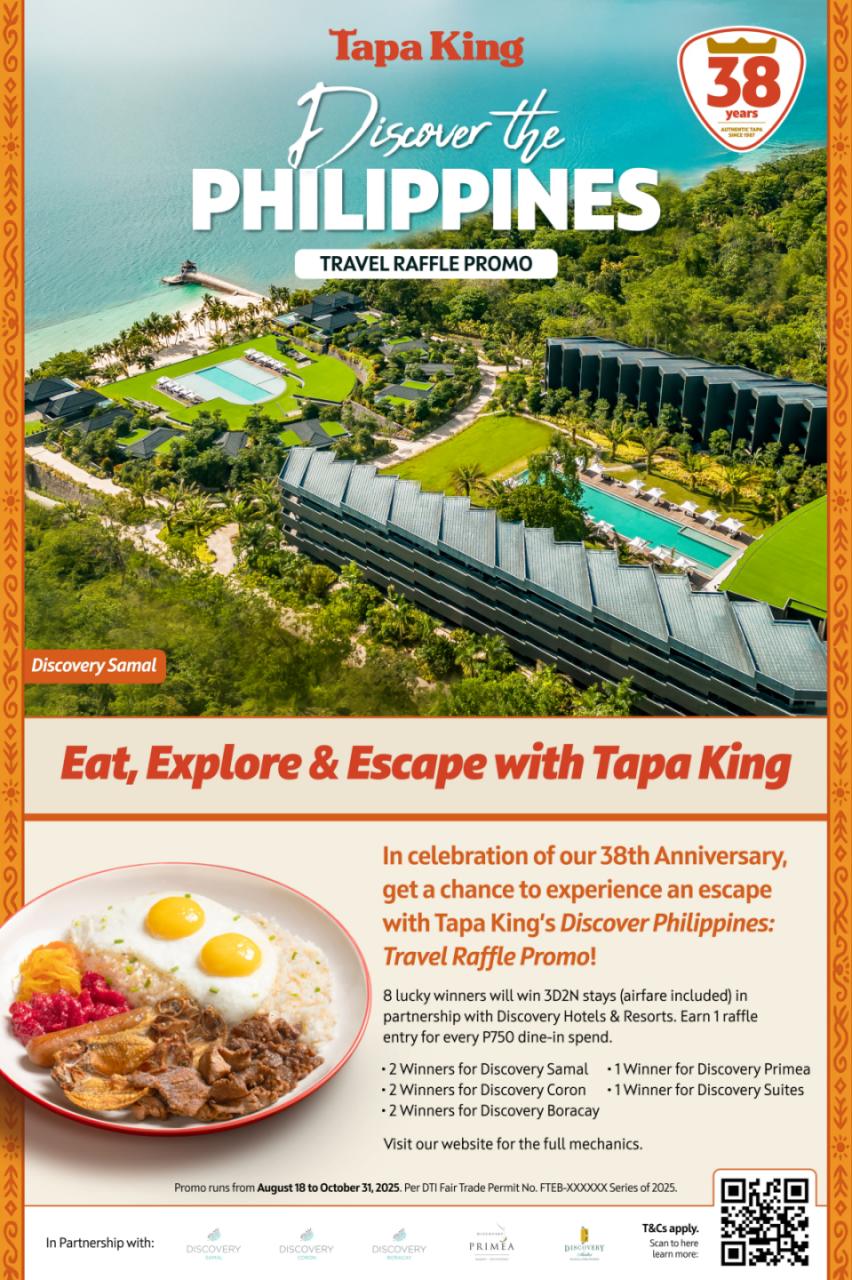 Tapa King
38
years
AUTHENTIC TAPA
SINCE 1987
Discover the
PHILIPPINES
TRAVEL RAFFLE PROMO
Discovery Samal
Eat, Explore & Escape with Tapa King
In celebration of our 38th Anniversary,
get a chance to experience an escape
with Tapa King's Discover Philippines:
Travel Raffle Promo!
8 lucky winners will win 3D2N stays (airfare included) in
partnership with Discovery Hotels & Resorts. Earn 1 raffle
entry for every P750 dine-in spend.
• 2 Winners for Discovery Samal
• 2 Winners for Discovery Coron
• 2 Winners for Discovery Boracay
• 1 Winner for Discovery Primea
• 1 Winner for Discovery Suites
Visit our website for the full mechanics.
Promo runs from August 18 to October 31, 2025. Per DTI Fair Trade Permit No. FTEB-XXXXXX Series of 2025.
In Partnership with:
DISCOVERY
SAMAL
DISCOVERY
CORON
DISCOVERY
BORACAY
DISCOVERY
PRIMEA
DISCOVERY
Suites
T&Cs apply.
Scan to here
learn more: